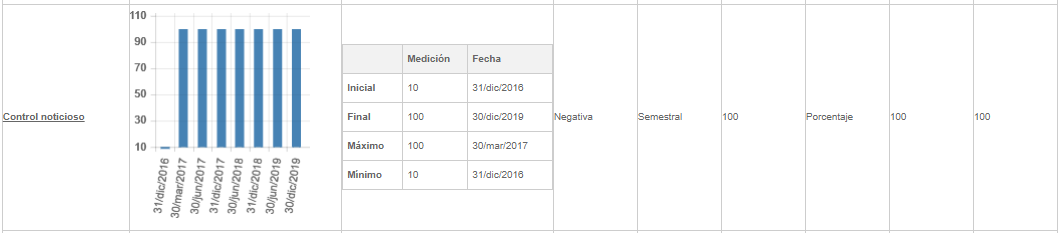 Control noticioso
110
90
70
50
30
10
31/dic/2016
30/mar/2017
30/jun/2017
31/dic/2017
30/jun/2018
31/dic/2018
30/jun/2019
30/dic/2019
Medición Fecha
Inicial 10 31/dic/2016
Final 100 30/dic/2019
Máximo 100 30/mar/2017
Mínimo 10 31/dic/2016
Negativa
Semestral
100
Porcentaje
100
100